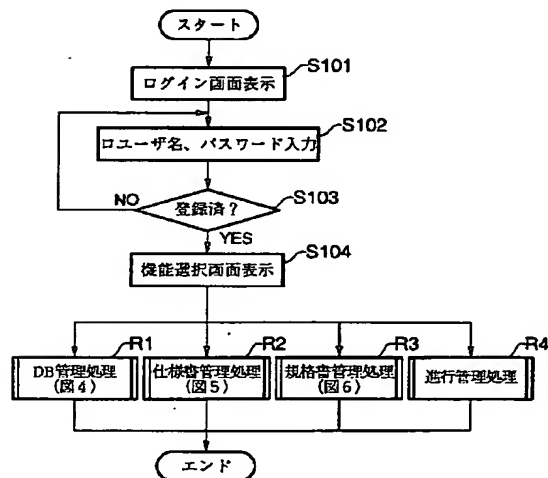 スタート
S101
ログイン画面表示
S102
ロユーザ名、パスワード入力
S103
NO
登録済？
YES
S104
機能選択画面表示
R1
R2
R3
R4
DB管理処理
(図4)
仕様書管理処理
(図5)
規格書管理処理
(図6)
進行管理処理
エンド